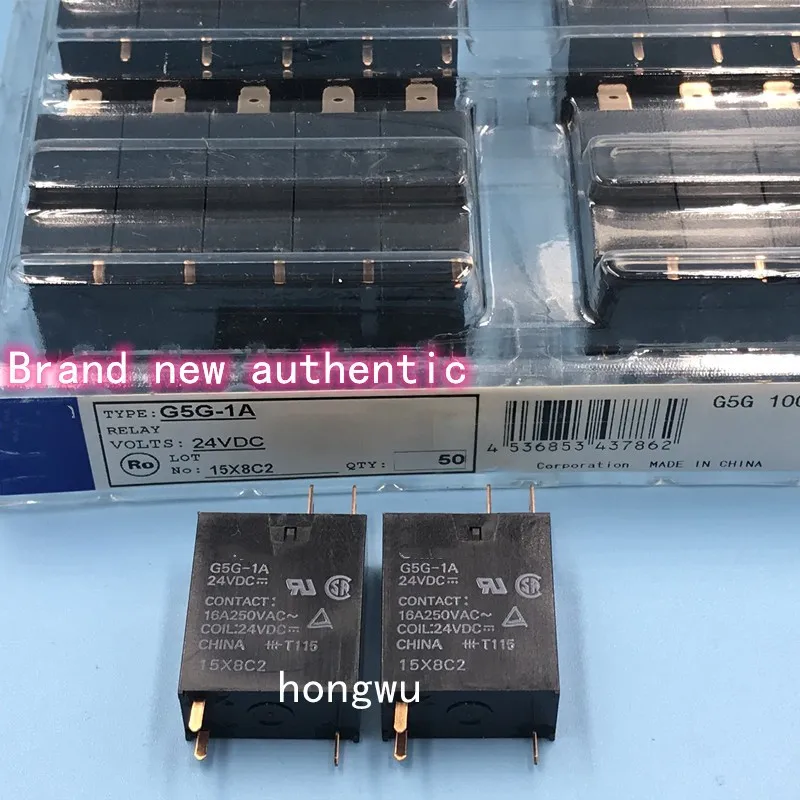 Brand new authentic
TYPE: G5G-1A
RELAY
VOLTS: 24VDC
Ro
LOT
No: 15X8C2
QTY: 50
4 536853 437862
Corporation MADE IN CHINA
G5G 100
G5G-1A
24VDC
CONTACT:
16A250VAC~
COIL:24VDC
CHINA T115
15X8C2
G5G-1A
24VDC
CONTACT:
16A250VAC~
COIL:24VDC
CHINA T115
15X8C2
hongwu